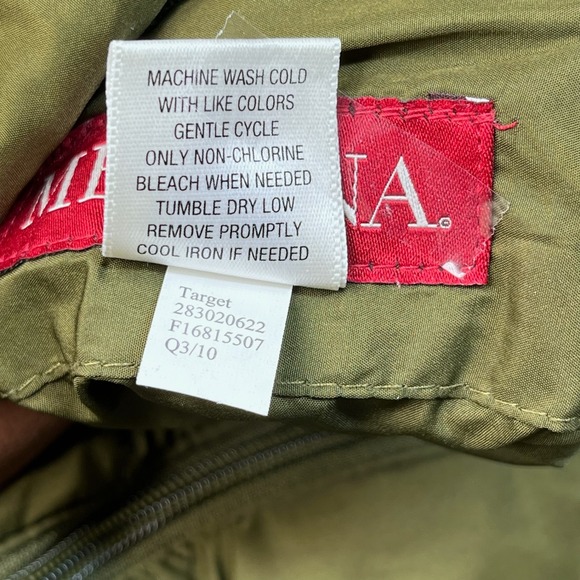 MACHINE WASH COLD
WITH LIKE COLORS
GENTLE CYCLE
ONLY NON-CHLORINE
BLEACH WHEN NEEDED
TUMBLE DRY LOW
REMOVE PROMPTLY
COOL IRON IF NEEDED
Target
283020622
F16815507
Q3/10